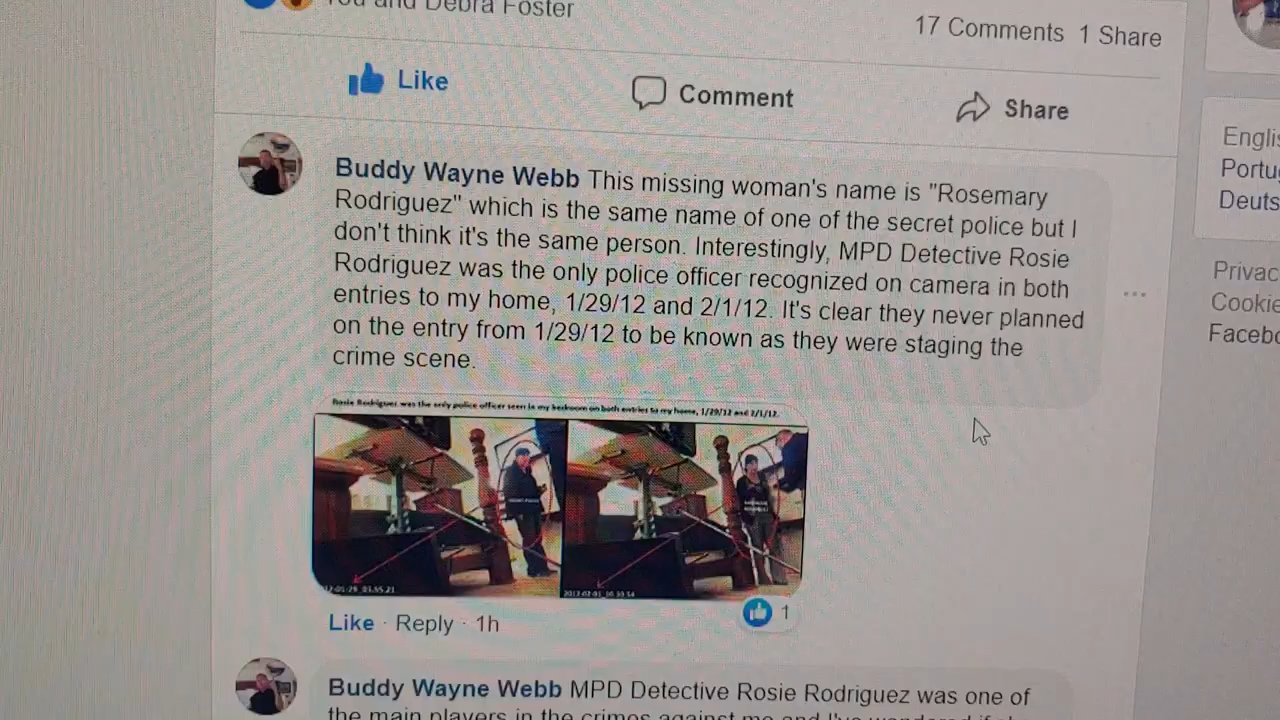 You and Debra Foster
17 Comments 1 Share
Like
Comment
Share
Buddy Wayne Webb This missing woman's name is "Rosemary
Rodriguez" which is the same name of one of the secret police but I
don't think it's the same person. Interestingly, MPD Detective Rosie
Rodriguez was the only police officer recognized on camera in both
entries to my home, 1/29/12 and 2/1/12. It's clear they never planned
on the entry from 1/29/12 to be known as they were staging the
crime scene.
Rosie Rodriguez was the only police officer seen in my bedroom on both entries to my home, 1/29/12 and 2/1/12.
Like · Reply · 1h
1
Buddy Wayne Webb MPD Detective Rosie Rodriguez was one of
the main players in the crimes against me and I've wondered if
Englis
Portu
Deuts
Privac
Cookie
Facebo